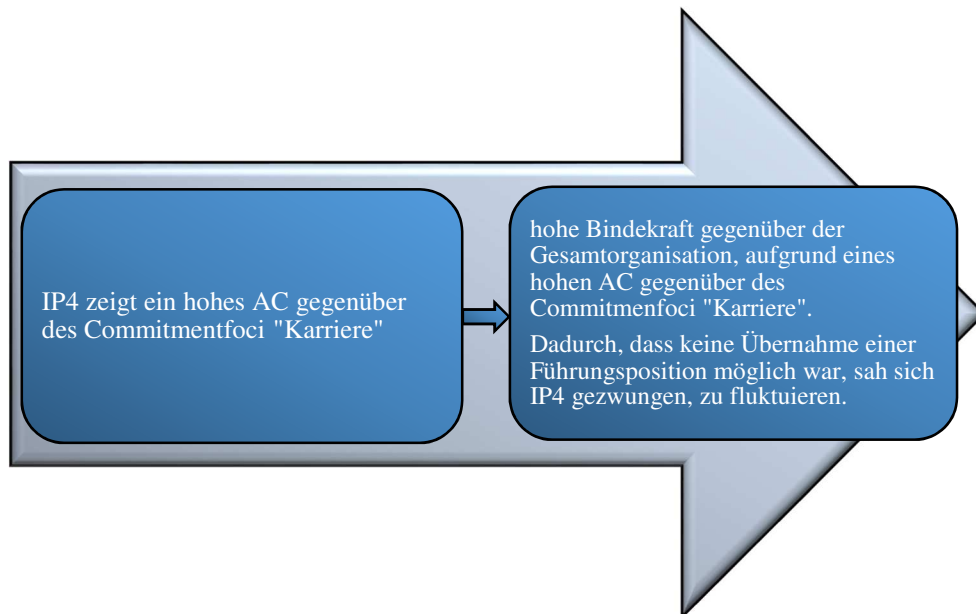 IP4 zeigt ein hohes AC gegenüber
des Commitmentfoci "Karriere"
hohe Bindekraft gegenüber der
Gesamtorganisation, aufgrund eines
hohen AC gegenüber des
Commitmenfoci "Karriere".
Dadurch, dass keine Übernahme einer
Führungsposition möglich war, sah sich
IP4 gezwungen, zu fluktuieren.